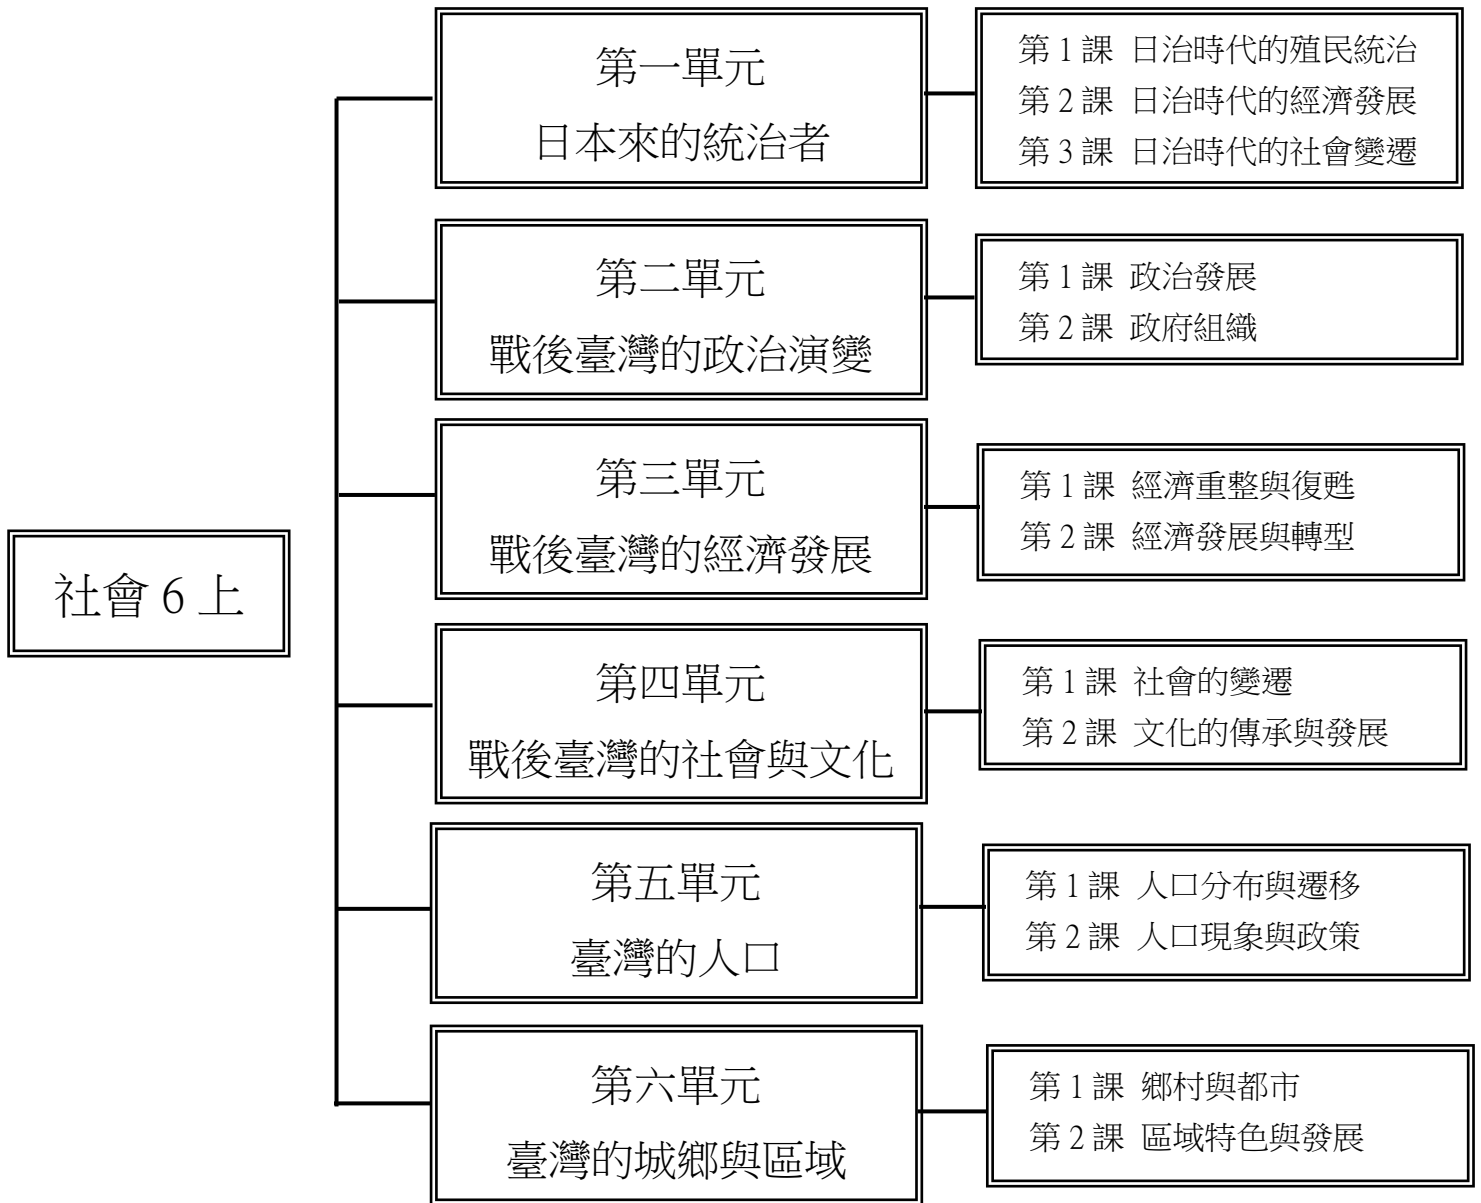 社會 6 上
第一單元
日本來的統治者
第 1 課 日治時代的殖民統治
第 2 課 日治時代的經濟發展
第 3 課 日治時代的社會變遷
第二單元
戰後臺灣的政治演變
第 1 課 政治發展
第 2 課 政府組織
第三單元
戰後臺灣的經濟發展
第 1 課 經濟重整與復甦
第 2 課 經濟發展與轉型
第四單元
戰後臺灣的社會與文化
第 1 課 社會的變遷
第 2 課 文化的傳承與發展
第五單元
臺灣的人口
第 1 課 人口分布與遷移
第 2 課 人口現象與政策
第六單元
臺灣的城鄉與區域
第 1 課 鄉村與都市
第 2 課 區域特色與發展